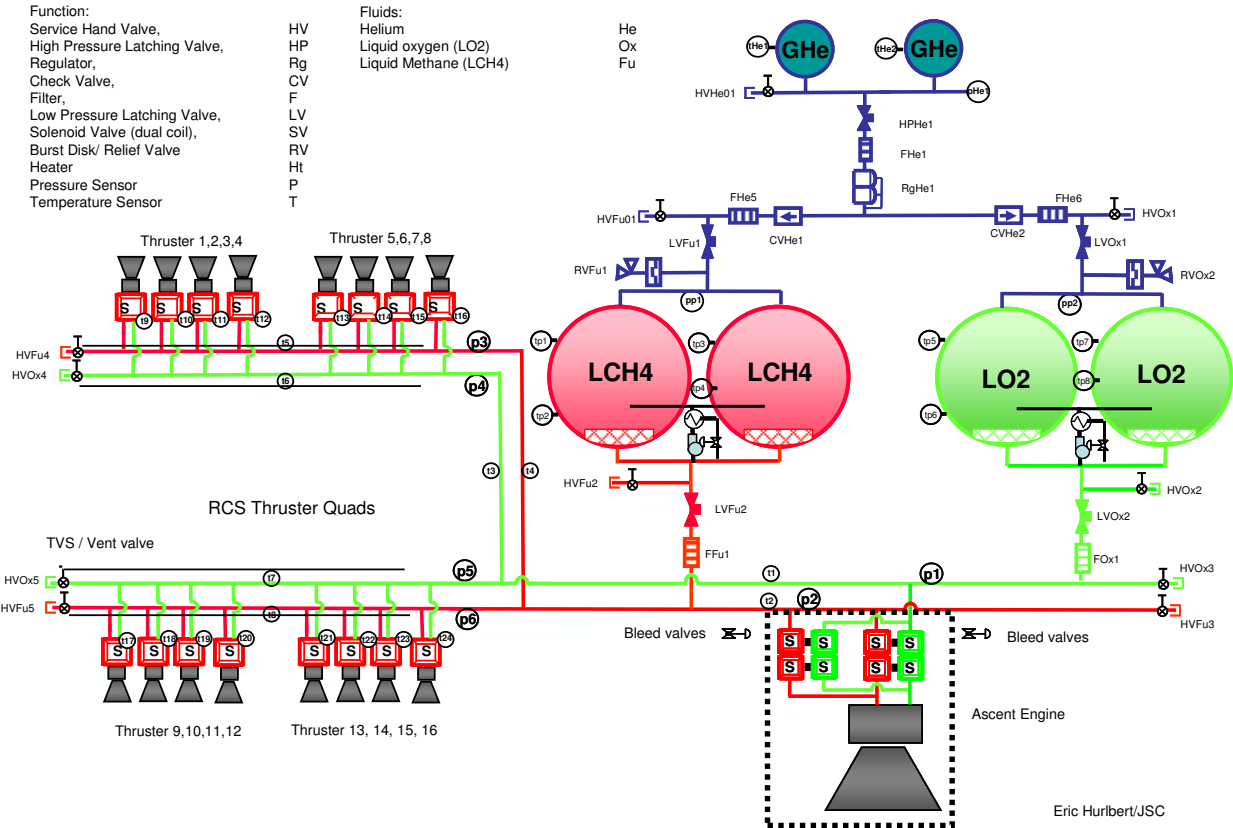 Function:
Service Hand Valve, HV
High Pressure Latching Valve, HP
Regulator, Rg
Check Valve, CV
Filter, F
Low Pressure Latching Valve, LV
Solenoid Valve (dual coil), SV
Burst Disk/ Relief Valve RV
Heater Ht
Pressure Sensor P
Temperature Sensor T
Fluids:
Helium He
Liquid oxygen (LO2) Ox
Liquid Methane (LCH4) Fu
tHe1 GHe tHe2 GHe
HVHe01 pHe1
HPHe1
FHe1
RgHe1
FHe5 FHe6
HVFu01 HVOx1
CVHe1 CVHe2
LVFu1 LVOx1
RVFu1 RVOx2
pp1 pp2
tp1 tp3 tp5 tp7
LCH4 LCH4 LO2 LO2
tp4 tp8
tp2 tp6
HVFu2 HVOx2
LVFu2 LVOx2
FFu1 FOx1
Thruster 1,2,3,4 Thruster 5,6,7,8
S S S S S S S S
t9 t10 t11 t12 t13 t14 t15 t16
t5 p3
HVFu4
HVOx4
t6 p4
t3 t4
RCS Thruster Quads
TVS / Vent valve
HVOx5 t7 p5 t1 p1 HVOx3
HVFu5 t8 p6 t2 p2 HVFu3
t17 t18 t19 t20 t21 t22 t23 t24
S S S S S S S S
Thruster 9,10,11,12 Thruster 13, 14, 15, 16
Bleed valves Bleed valves
S S S S
S S S S
Ascent Engine
Eric Hurlbert/JSC